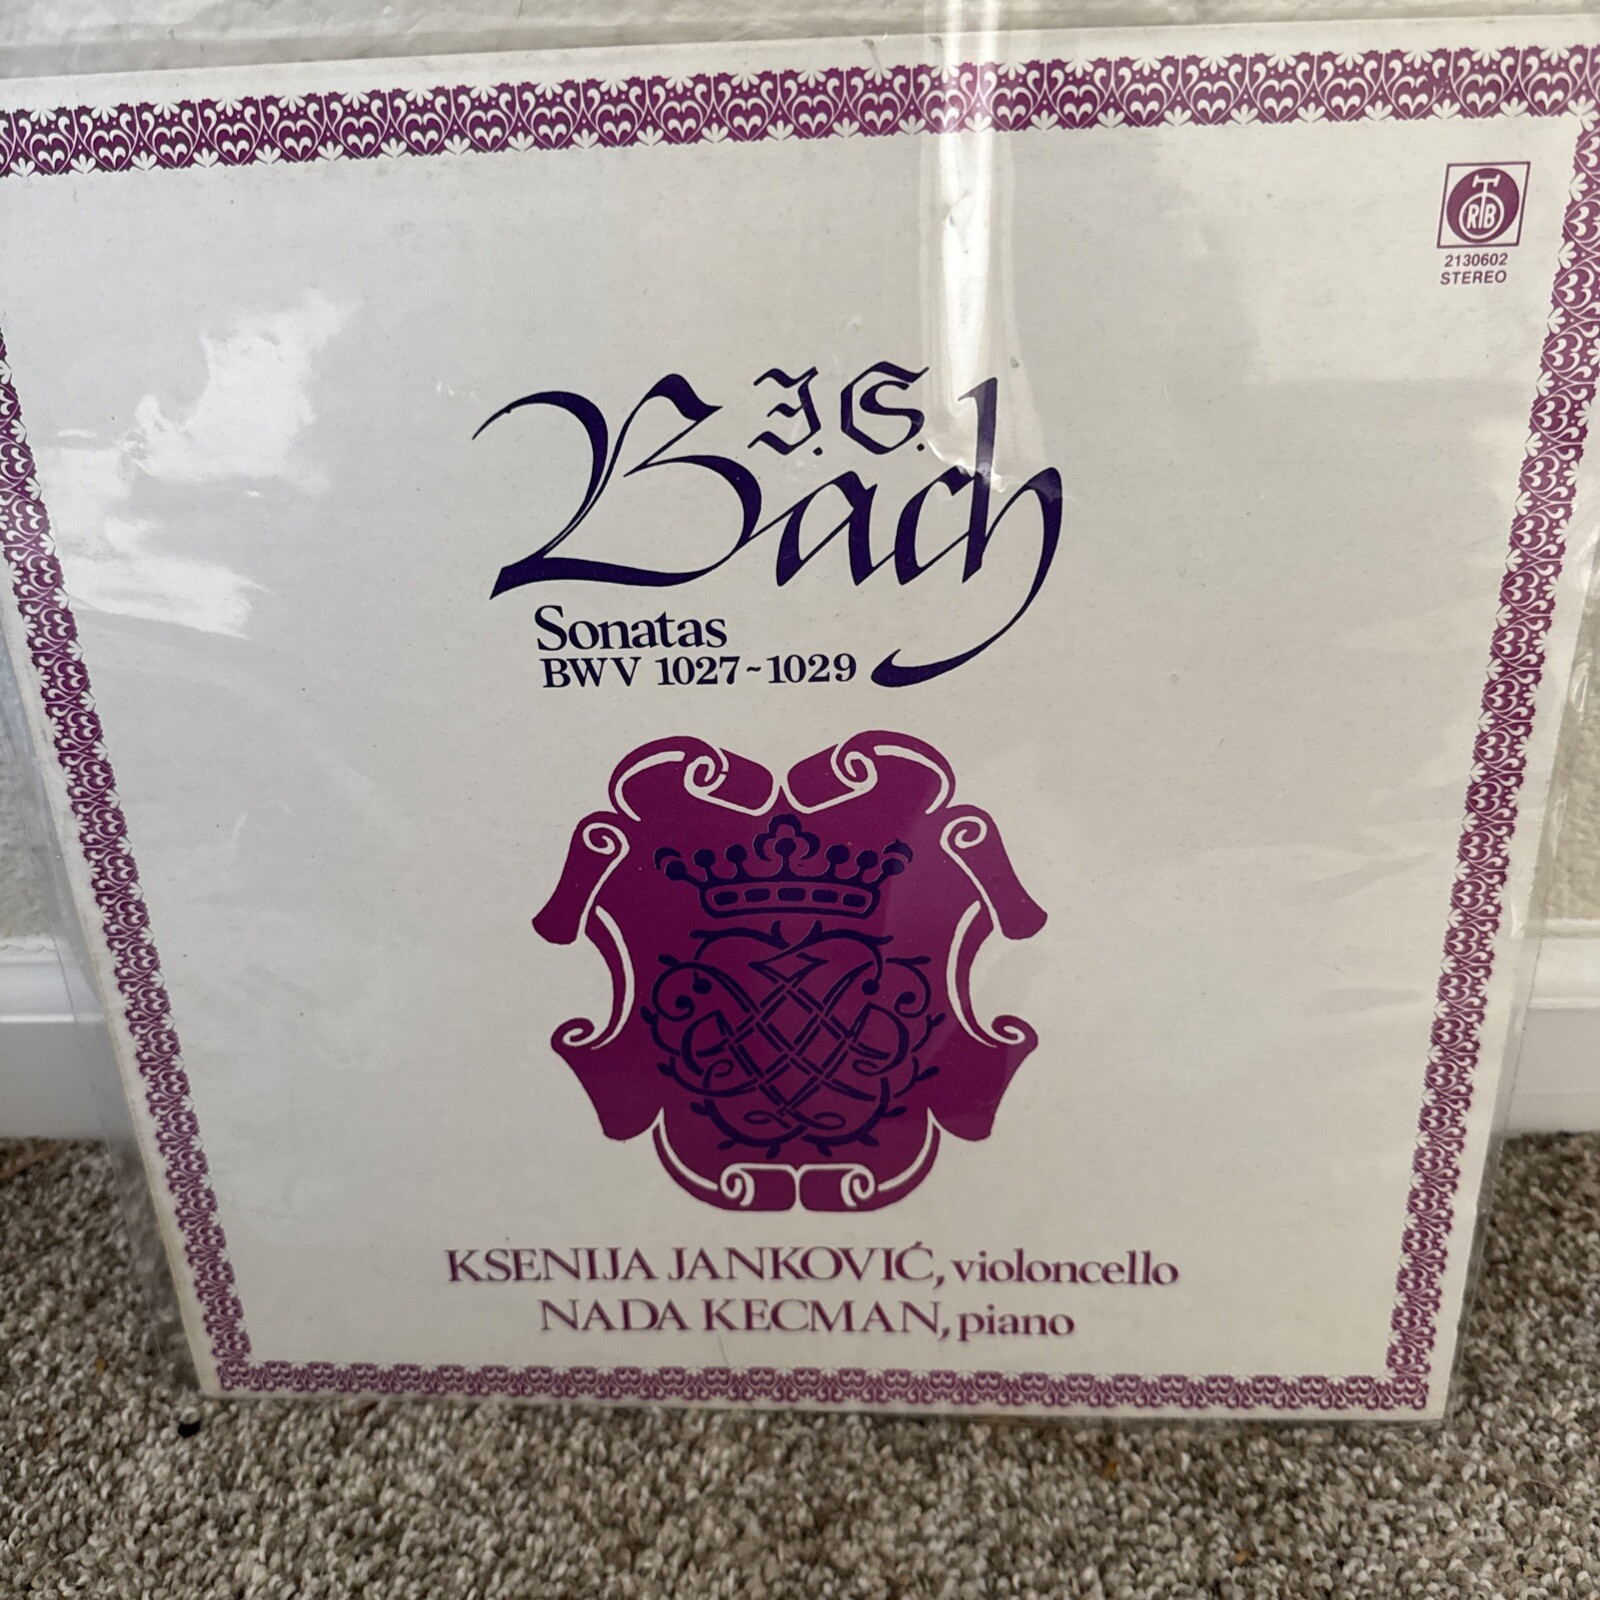 RTB
2130602
STEREO
J.S.
Bach
Sonatas
BWV 1027~1029
KSENIJA JANKOVIĆ, violoncello
NADA KECMAN, piano